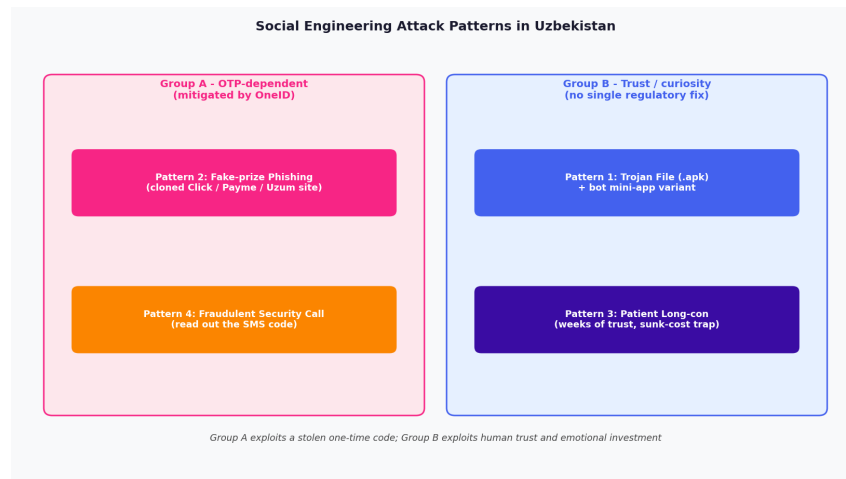 Social Engineering Attack Patterns in Uzbekistan
Group A - OTP-dependent
(mitigated by OneID)
Pattern 2: Fake-prize Phishing
(cloned Click / Payme / Uzum site)
Pattern 4: Fraudulent Security Call
(read out the SMS code)
Group B - Trust / curiosity
(no single regulatory fix)
Pattern 1: Trojan File (.apk)
+ bot mini-app variant
Pattern 3: Patient Long-con
(weeks of trust, sunk-cost trap)
Group A exploits a stolen one-time code; Group B exploits human trust and emotional investment